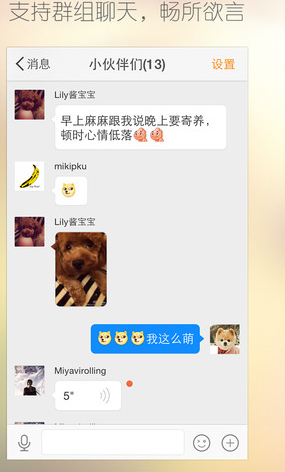 支持群组聊天，畅所欲言
消息
小伙伴们(13)
设置
Lily酱宝宝
早上麻麻跟我说晚上要寄养，
顿时心情低落
mikipku
Lily酱宝宝
我这么萌
Miyavirolling
5"